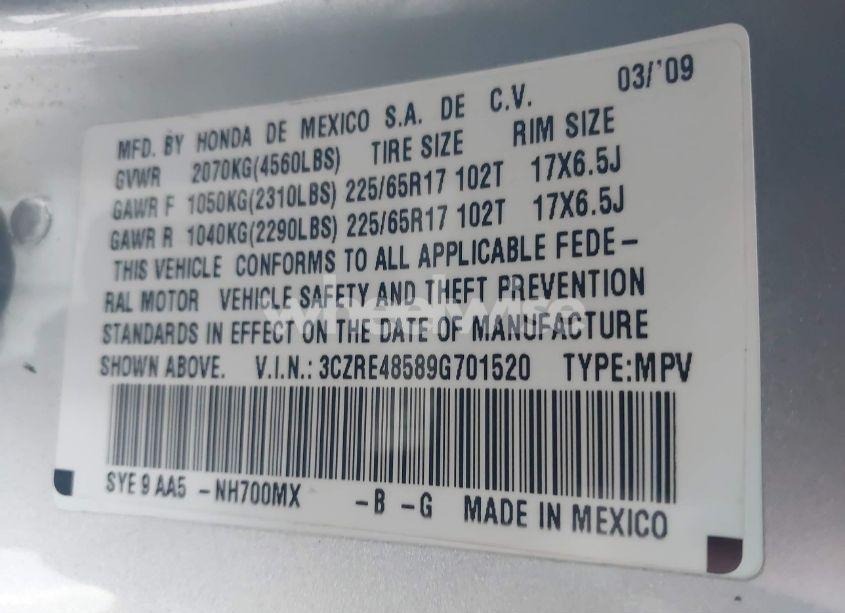 03/'09
MFD. BY HONDA DE MEXICO S.A. DE C.V.
GVWR 2070KG(4560LBS) TIRE SIZE RIM SIZE
GAWR F 1050KG(2310LBS) 225/65R17 102T 17X6.5J
GAWR R 1040KG(2290LBS) 225/65R17 102T 17X6.5J
THIS VEHICLE CONFORMS TO ALL APPLICABLE FEDE-
RAL MOTOR VEHICLE SAFETY AND THEFT PREVENTION
STANDARDS IN EFFECT ON THE DATE OF MANUFACTURE
SHOWN ABOVE. V.I.N.: 3CZRE48589G701520 TYPE:MPV
SYE 9 AA5 -NH700MX -B -G MADE IN MEXICO
wheelwise